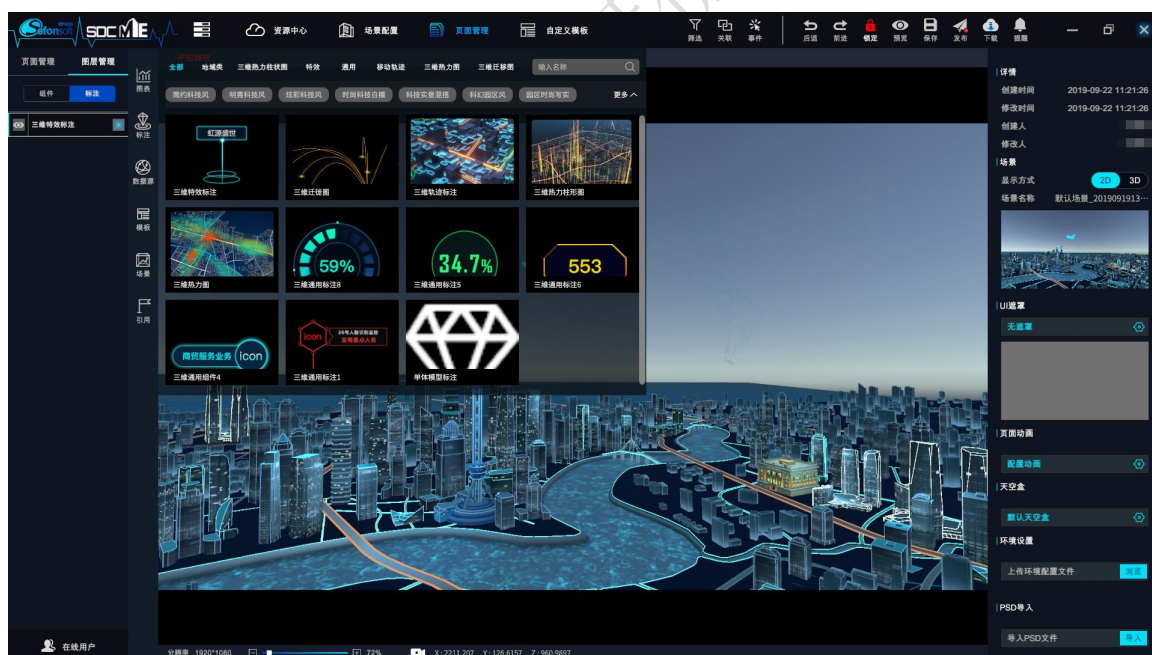 Sefonsoft SDC ME
资源中心 场景配置 页面管理 自定义模板
筛选 关联 事件 后退 前进 锁定 预览 保存 发布 下载 提醒
页面管理 图层管理
组件 标注
三维特效标注
图表
标注
数据源
模板
场景
引用
全部 地域类 三维热力柱状图 特效 通用 移动轨迹 三维热力图 三维迁移图 输入名称
简约科技风 明亮科技风 炫彩科技风 时尚科技白模 科技实景混搭 科幻园区风 园区时尚写实 更多
虹源盛世
三维特效标注 三维迁徙图 三维轨迹标注 三维热力柱形图
59% 34.7% 553
三维热力图 三维通用标注8 三维通用标注5 三维通用标注6
商贸服务业务 icon
icon
发现重点人员
三维通用组件4 三维通用标注1 单体模型标注
详情
创建时间 2019-09-22 11:21:26
修改时间 2019-09-22 11:21:26
创建人
修改人
场景
显示方式 2D 3D
场景名称 默认场景_2019091913···
UI遮罩
无遮罩
页面动画
配置动画
天空盒
默认天空盒
环境设置
上传环境配置文件 浏览
PSD导入
导入PSD文件 导入
在线用户
分辨率 1920*1080 72% X:2211.207 Y:126.6157 Z:960.9897